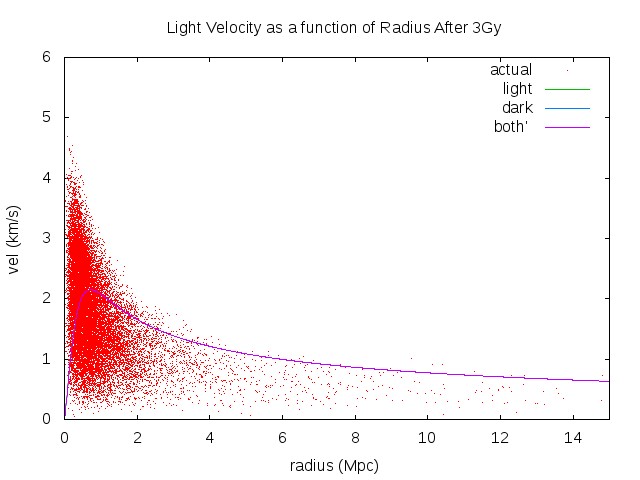 Light Velocity as a function of Radius After 3Gy
6
5
4
3
2
1
0
vel (km/s)
actual
light
dark
both'
0 2 4 6 8 10 12 14
radius (Mpc)